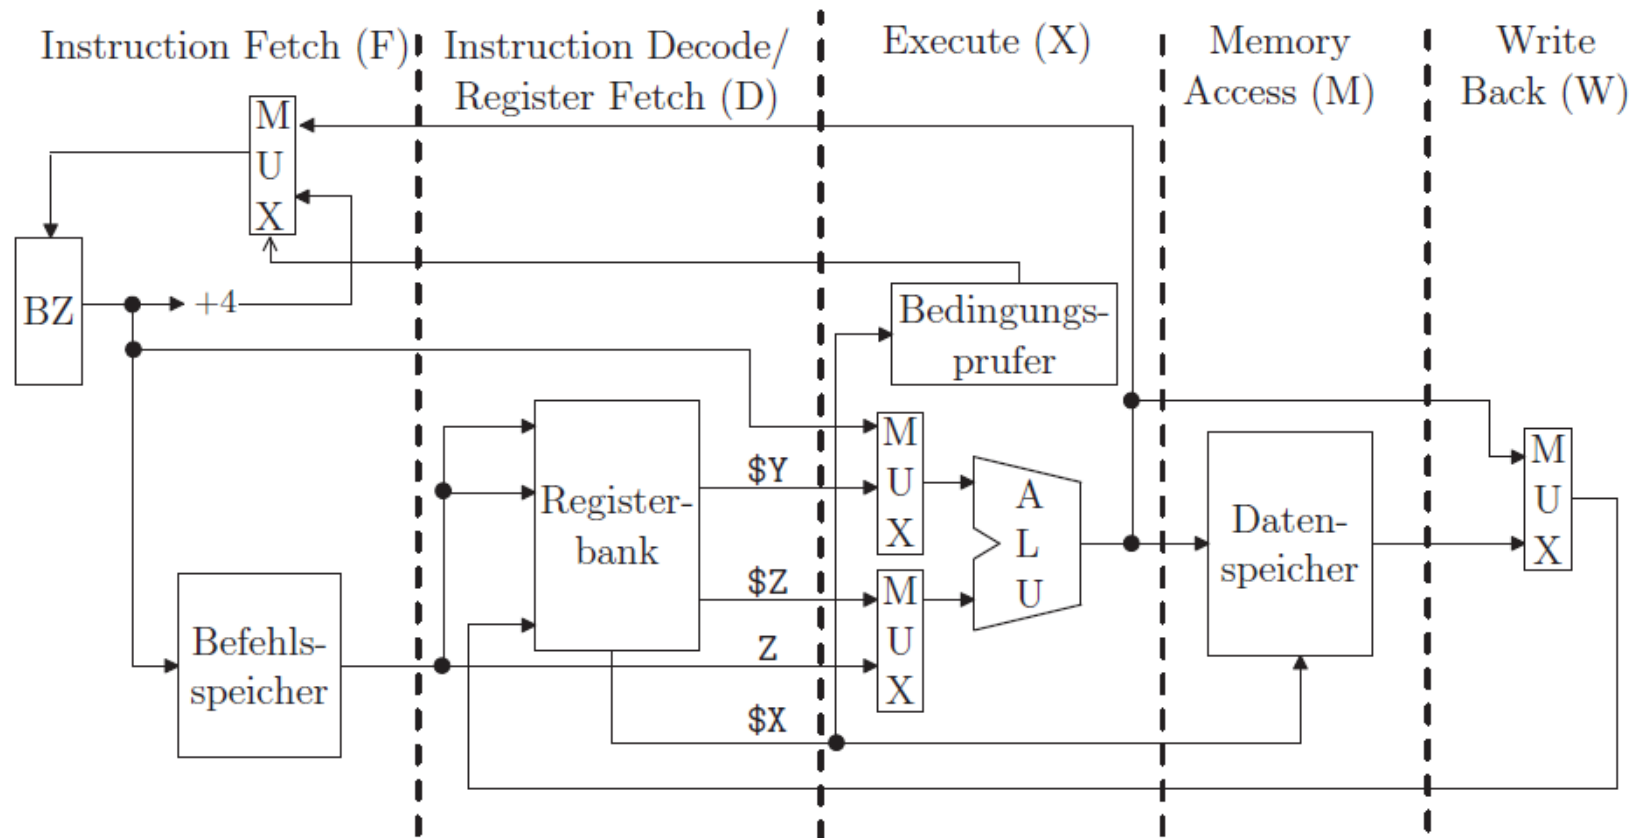 Instruction Fetch (F)
Instruction Decode/
Register Fetch (D)
Execute (X)
Memory
Access (M)
Write
Back (W)
M
U
X
BZ
+4
Bedingungs-
prufer
Register-
bank
$Y
$Z
Z
$X
M
U
X
M
U
X
A
L
U
Daten-
speicher
M
U
X
Befehls-
speicher